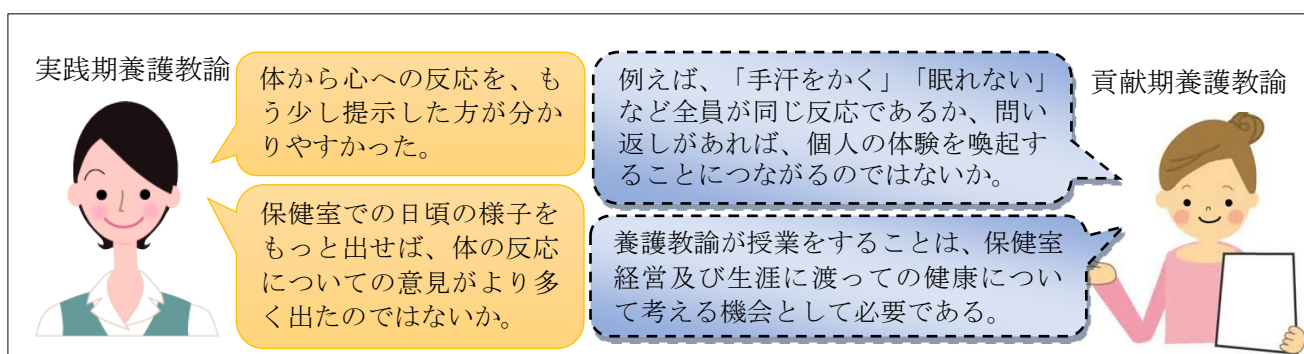 実践期養護教諭
体から心への反応を、も
う少し提示した方が分か
りやすかった。
保健室での日頃の様子を
もっと出せば、体の反応
についての意見がより多
く出たのではないか。
例えば、「手汗をかく」「眠れない」
など全員が同じ反応であるか、問い
返しがあれば、個人の体験を喚起す
ることにつながるのではないか。
養護教諭が授業をすることは、保健室
経営及び生涯に渡っての健康につい
て考える機会として必要である。
貢献期養護教諭